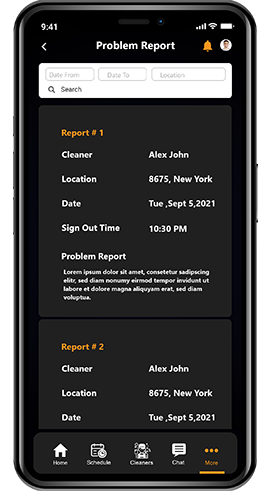 9:41
Problem Report
Date From Date To Location
Search
Report # 1
Cleaner Alex John
Location 8675, New York
Date Tue ,Sept 5,2021
Sign Out Time 10:30 PM
Problem Report
Lorem ipsum dolor sit amet, consetetur sadipscing
elitr, sed diam nonumy eirmod tempor invidunt ut
labore et dolore magna aliquyam erat, sed diam
voluptua.
Report # 2
Cleaner Alex John
Location 8675, New York
Date Tue ,Sept 5,2021
Home Schedule Cleaners Chat More